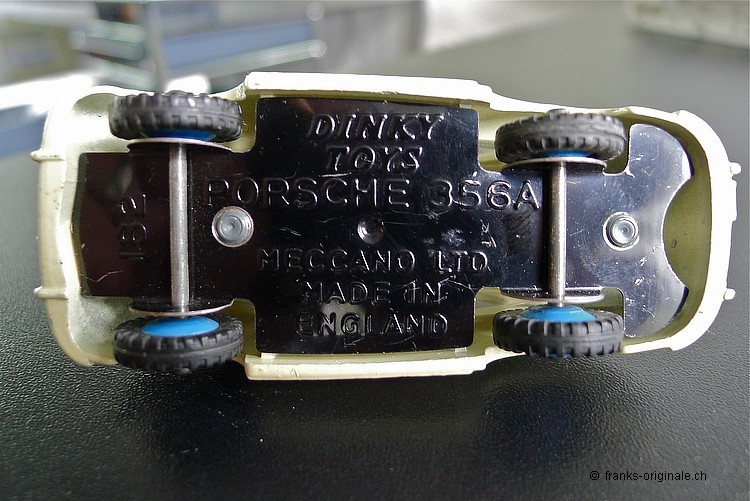 DINKY
TOYS
PORSCHE 356A
182
MECCANO LTD
MADE IN
ENGLAND
© franks-originale.ch